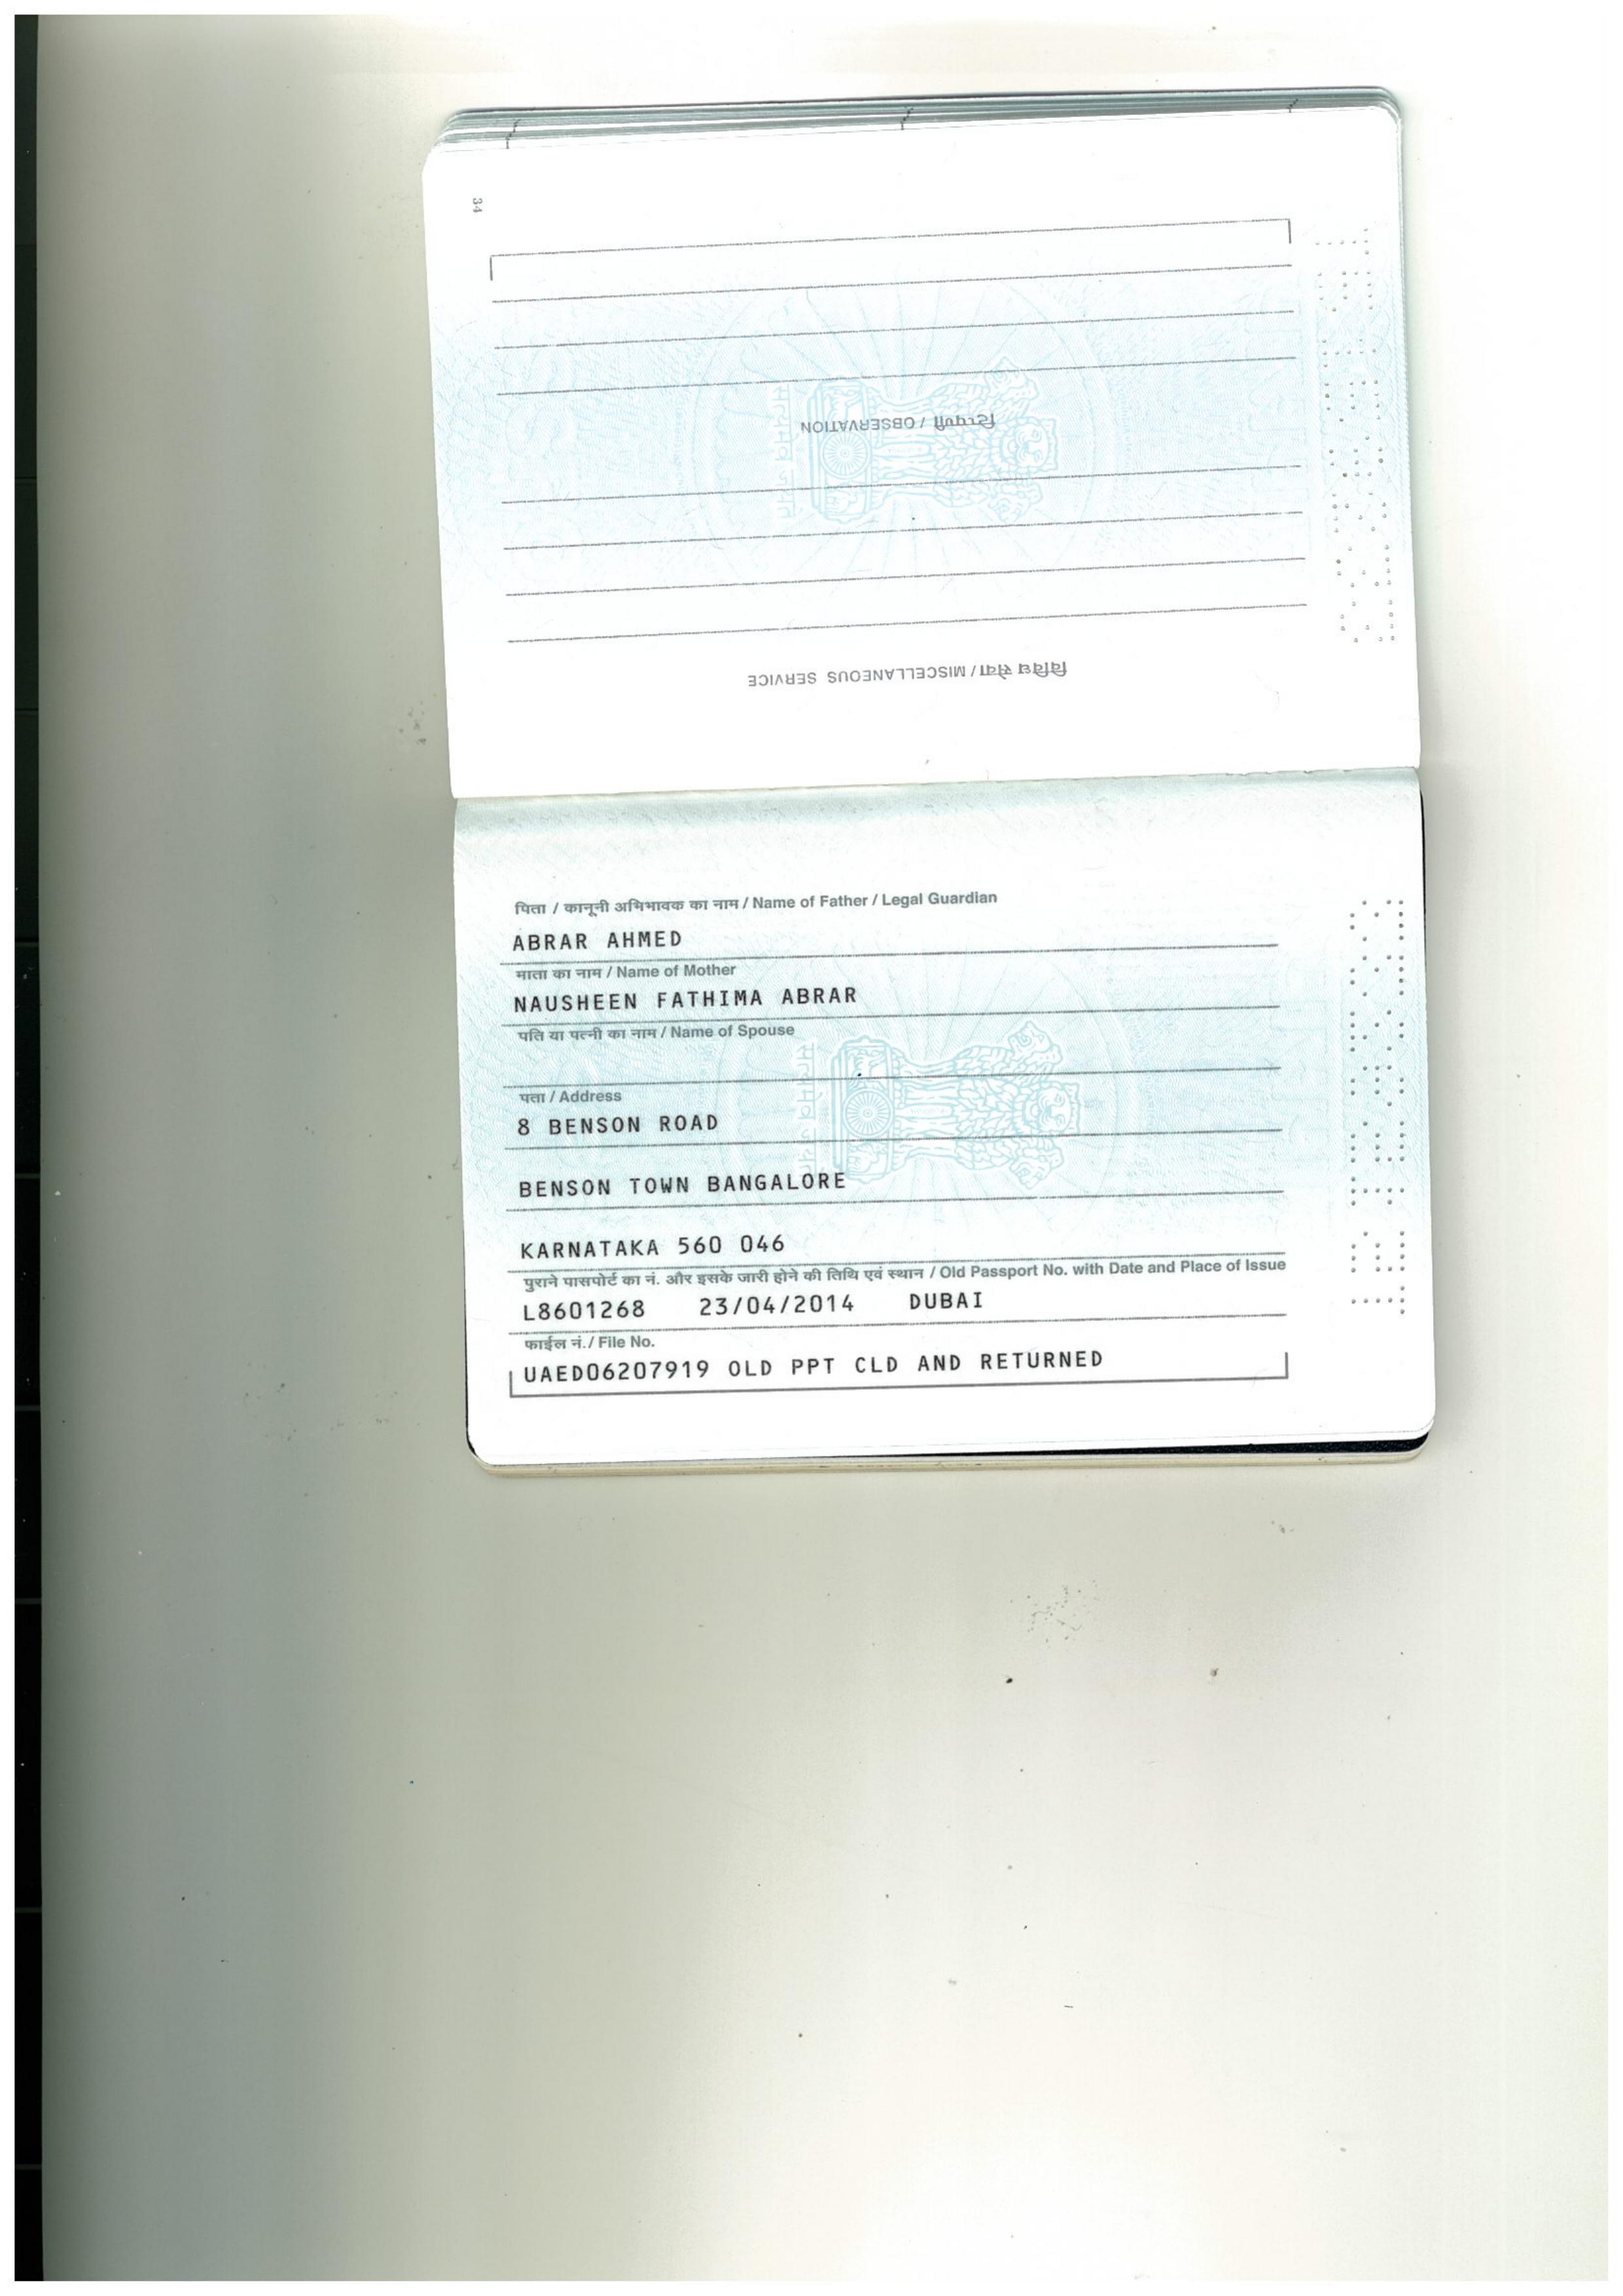 34
टिप्पणी / OBSERVATION
विविध सेवा / MISCELLANEOUS SERVICE
पिता / कानूनी अभिभावक का नाम / Name of Father / Legal Guardian
ABRAR AHMED
माता का नाम / Name of Mother
NAUSHEEN FATHIMA ABRAR
पति या पत्नी का नाम / Name of Spouse
पता / Address
8 BENSON ROAD
BENSON TOWN BANGALORE
KARNATAKA 560 046
पुराने पासपोर्ट का नं. और इसके जारी होने की तिथि एवं स्थान / Old Passport No. with Date and Place of Issue
L8601268 23/04/2014 DUBAI
फाईल नं./ File No.
UAED06207919 OLD PPT CLD AND RETURNED